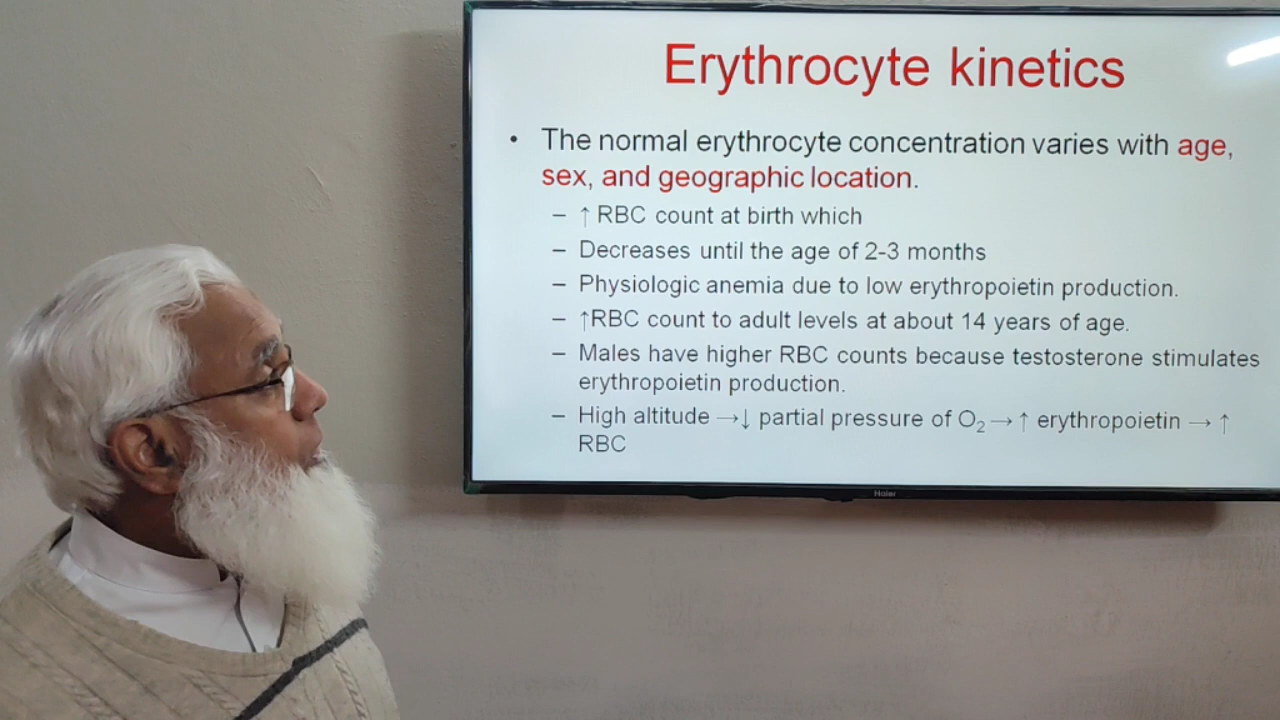 Erythrocyte kinetics
• The normal erythrocyte concentration varies with age,
sex, and geographic location.
– ↑ RBC count at birth which
– Decreases until the age of 2-3 months
– Physiologic anemia due to low erythropoietin production.
– ↑RBC count to adult levels at about 14 years of age.
– Males have higher RBC counts because testosterone stimulates
erythropoietin production.
– High altitude →↓ partial pressure of O₂→↑ erythropoietin →↑
RBC
Haier